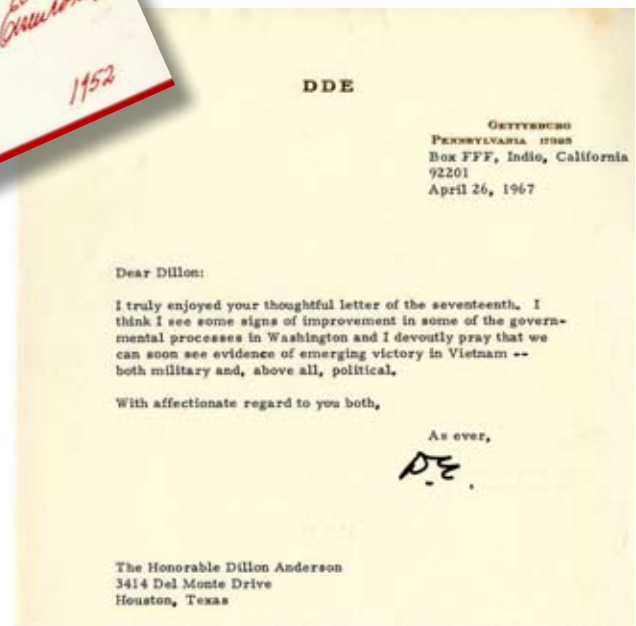 1952
DDE
GETTYSBURG
PENNSYLVANIA
Box FFF, Indio, California
92201
April 26, 1967
Dear Dillon:
I truly enjoyed your thoughtful letter of the seventeenth. I
think I see some signs of improvement in some of the govern-
mental processes in Washington and I devoutly pray that we
can soon see evidence of emerging victory in Vietnam --
both military and, above all, political.
With affectionate regard to you both,
As ever,
D.E.
The Honorable Dillon Anderson
3414 Del Monte Drive
Houston, Texas